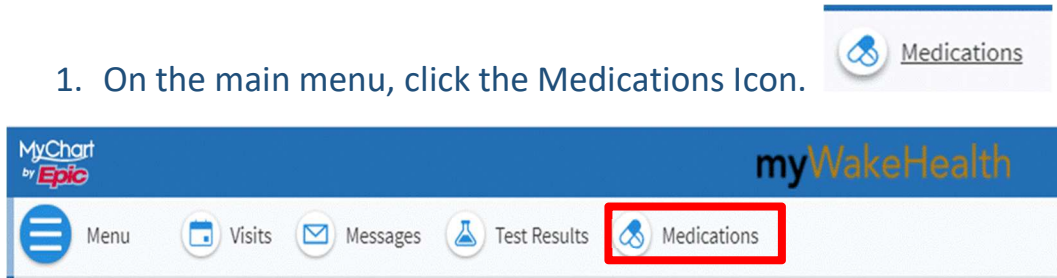 Medications
1. On the main menu, click the Medications Icon.
MyChart
by Epic
myWakeHealth
Menu Visits Messages Test Results Medications